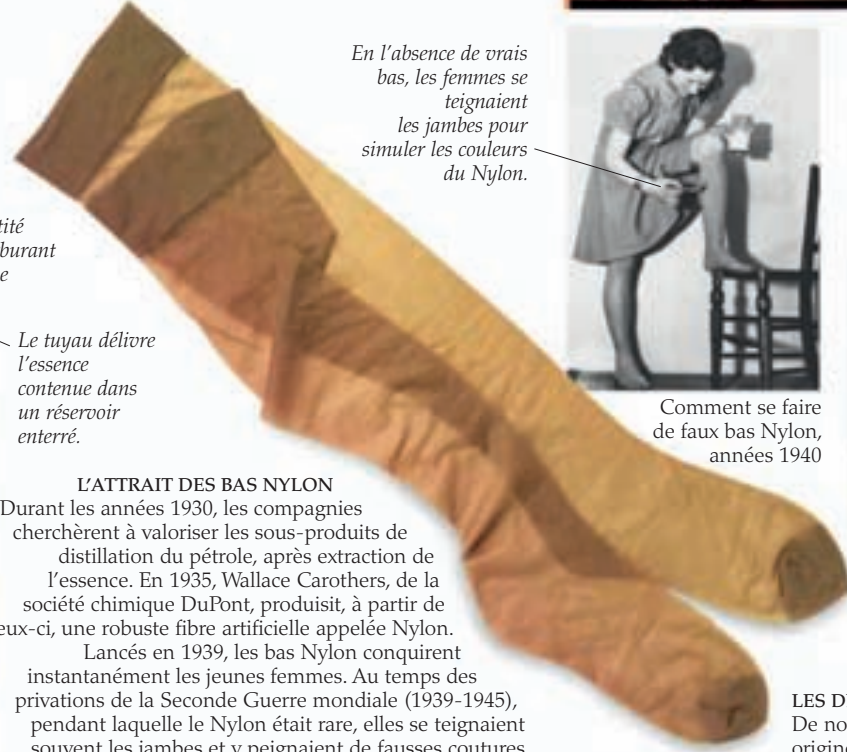 En l'absence de vrais
bas, les femmes se
teignaient
les jambes pour
simuler les couleurs
du Nylon.
Le tuyau délivre
l'essence
contenue dans
un réservoir
enterré.
Comment se faire
de faux bas Nylon,
années 1940
L'ATTRAIT DES BAS NYLON
Durant les années 1930, les compagnies
cherchèrent à valoriser les sous-produits de
distillation du pétrole, après extraction de
l'essence. En 1935, Wallace Carothers, de la
société chimique DuPont, produisit, à partir de
une robuste fibre artificielle appelée Nylon.
Lancés en 1939, les bas Nylon conquirent
instantanément les jeunes femmes. Au temps des
privations de la Seconde Guerre mondiale (1939-1945),
pendant laquelle le Nylon était rare, elles se teignaient
souvent les jambes et y peignaient de fausses coutures